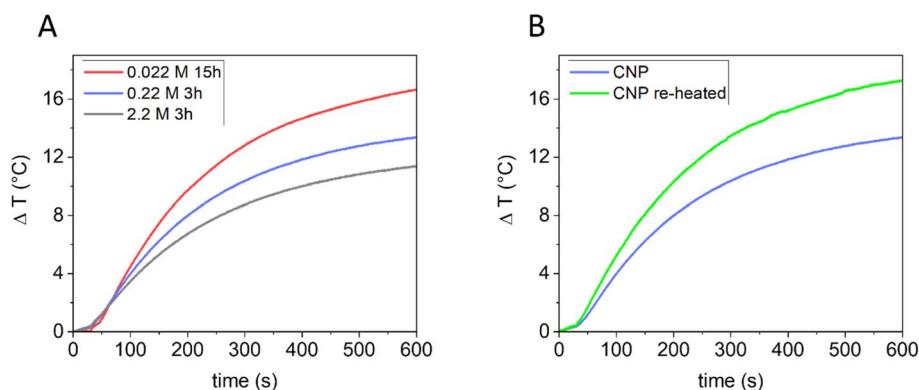 A
0.022 M 15h
0.22 M 3h
2.2 M 3h
16
12
8
4
0
Δ T (°C)
0 100 200 300 400 500 600
time (s)
B
CNP
CNP re-heated
16
12
8
4
0
Δ T (°C)
0 100 200 300 400 500 600
time (s)